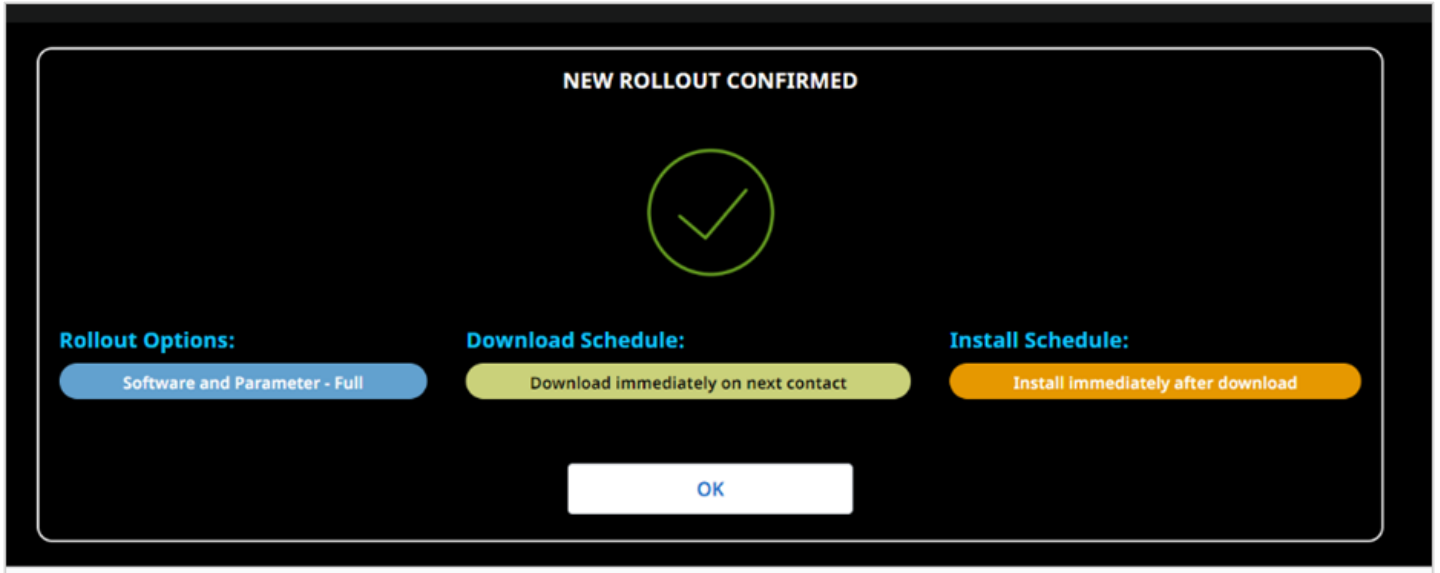 NEW ROLLOUT CONFIRMED
Rollout Options:
Download Schedule:
Install Schedule:
Software and Parameter - Full
Download immediately on next contact
Install immediately after download
OK